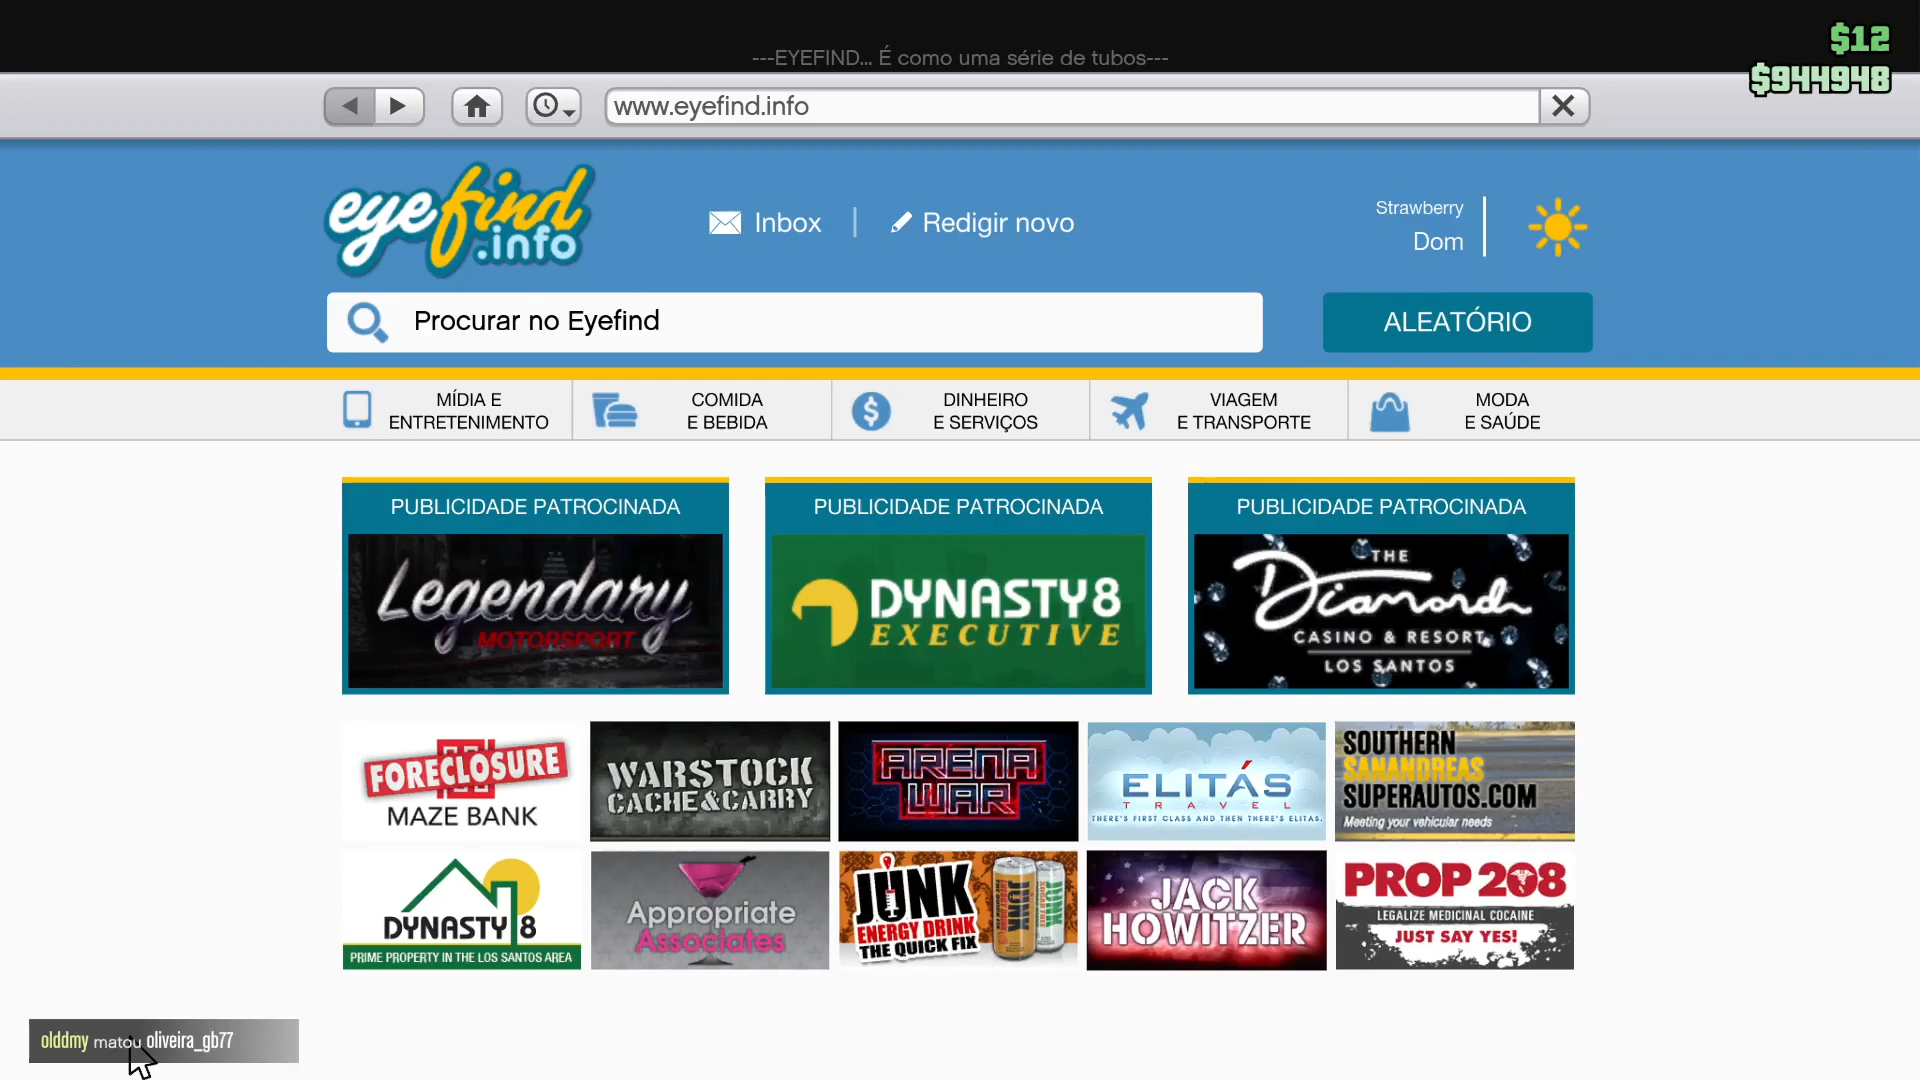 $12
---EYEFIND... É como uma série de tubos---
$944948
www.eyefind.info
eyefind
.info
Inbox
Redigir novo
Strawberry
Dom
Procurar no Eyefind
ALEATÓRIO
MÍDIA E
ENTRETENIMENTO
COMIDA
E BEBIDA
DINHEIRO
E SERVIÇOS
VIAGEM
E TRANSPORTE
MODA
E SAÚDE
PUBLICIDADE PATROCINADA
Legendary
MOTORSPORT
PUBLICIDADE PATROCINADA
DYNASTY8
EXECUTIVE
PUBLICIDADE PATROCINADA
THE
Diamond
CASINO & RESORT
LOS SANTOS
FORECLOSURE
MAZE BANK
WARSTOCK
CACHE&CARRY
ARENA
WAR
ELITÁS
TRAVEL
THERE'S FIRST CLASS AND THEN THERE'S ELITAS.
SOUTHERN
SANANDREAS
SUPERAUTOS.COM
Meeting your vehicular needs
DYNASTY 8
PRIME PROPERTY IN THE LOS SANTOS AREA
Appropriate
Associates
JUNK
ENERGY DRINK
THE QUICK FIX
JACK
HOWITZER
PROP 208
LEGALIZE MEDICINAL COCAINE
JUST SAY YES!
olddmy matou oliveira_gb77